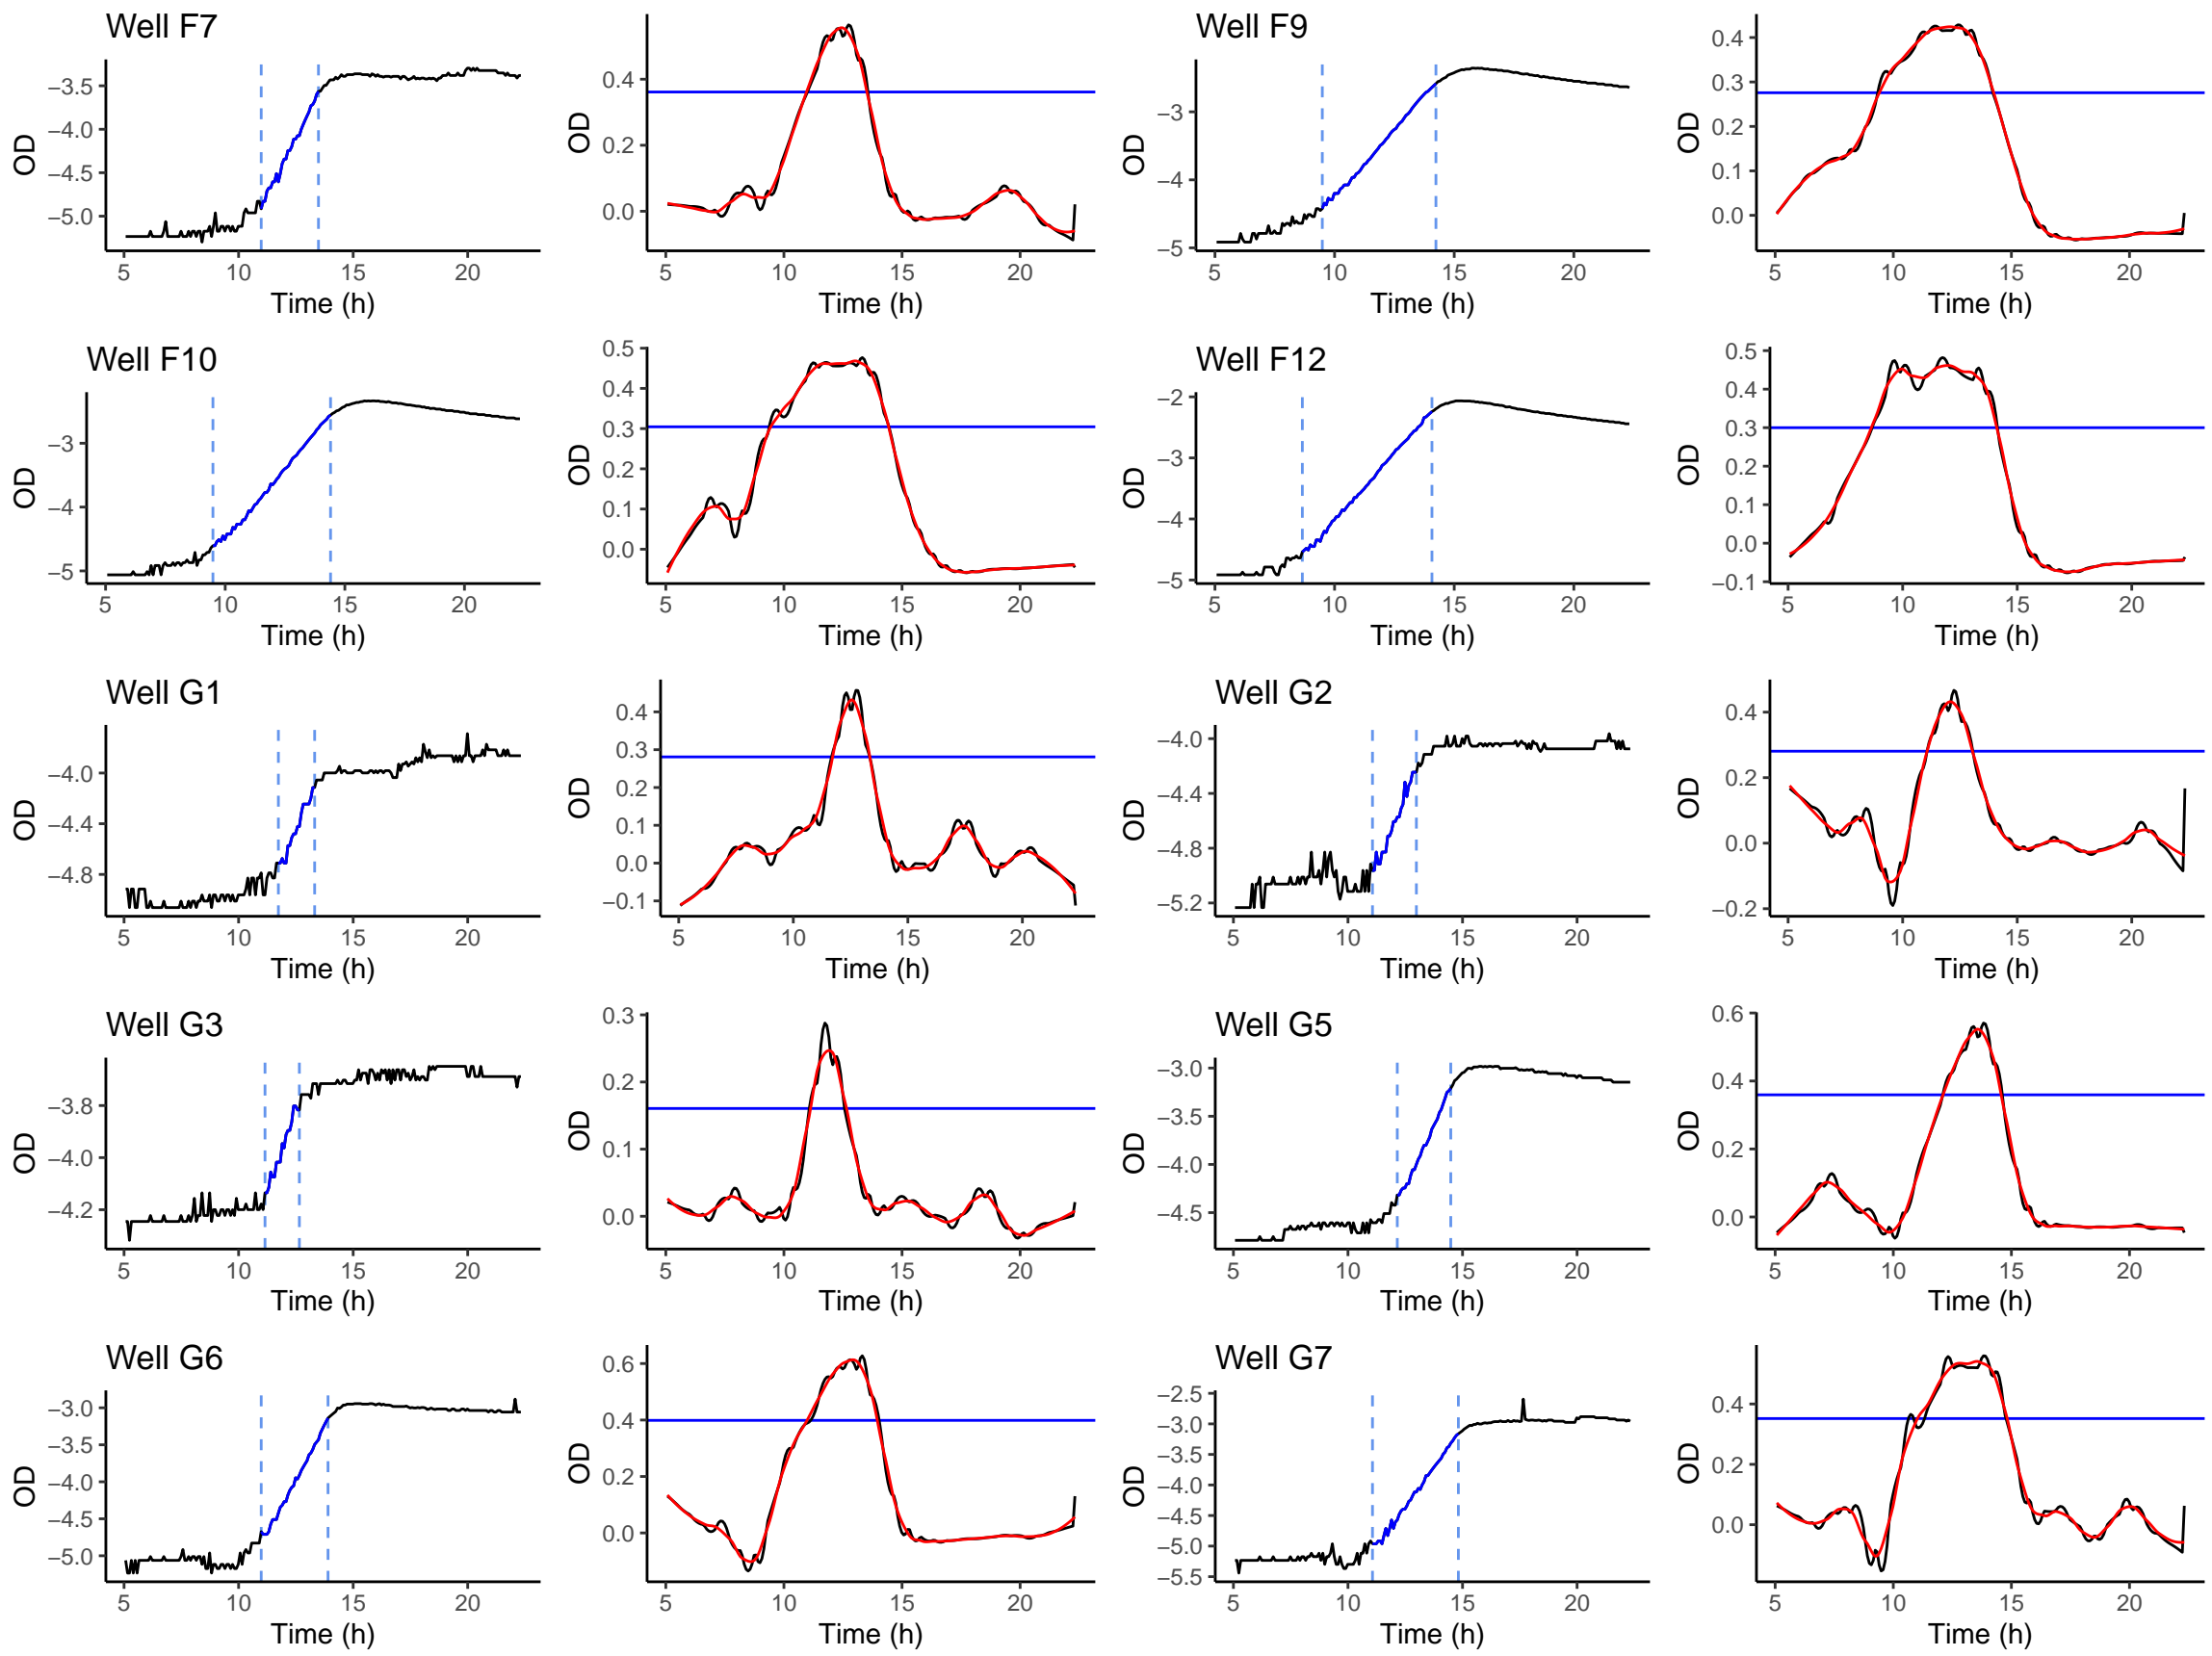 Well F7
Well F9
−3.5
−4.0
−4.5
−5.0
OD
5 10 15 20
Time (h)
0.4
0.2
0.0
OD
5 10 15 20
Time (h)
−3
−4
−5
OD
5 10 15 20
Time (h)
0.4
0.3
0.2
0.1
0.0
OD
5 10 15 20
Time (h)
Well F10
Well F12
−3
−4
−5
OD
5 10 15 20
Time (h)
0.5
0.4
0.3
0.2
0.1
0.0
OD
5 10 15 20
Time (h)
−2
−3
−4
−5
OD
5 10 15 20
Time (h)
0.5
0.4
0.3
0.2
0.1
0.0
−0.1
OD
5 10 15 20
Time (h)
Well G1
Well G2
−4.0
−4.4
−4.8
OD
5 10 15 20
Time (h)
0.4
0.3
0.2
0.1
0.0
−0.1
OD
5 10 15 20
Time (h)
−4.0
−4.4
−4.8
−5.2
OD
5 10 15 20
Time (h)
0.4
0.2
0.0
−0.2
OD
5 10 15 20
Time (h)
Well G3
Well G5
−3.8
−4.0
−4.2
OD
5 10 15 20
Time (h)
0.3
0.2
0.1
0.0
OD
5 10 15 20
Time (h)
−3.0
−3.5
−4.0
−4.5
OD
5 10 15 20
Time (h)
0.6
0.4
0.2
0.0
OD
5 10 15 20
Time (h)
Well G6
Well G7
−3.0
−3.5
−4.0
−4.5
−5.0
OD
5 10 15 20
Time (h)
0.6
0.4
0.2
0.0
OD
5 10 15 20
Time (h)
−2.5
−3.0
−3.5
−4.0
−4.5
−5.0
−5.5
OD
5 10 15 20
Time (h)
0.4
0.2
0.0
OD
5 10 15 20
Time (h)